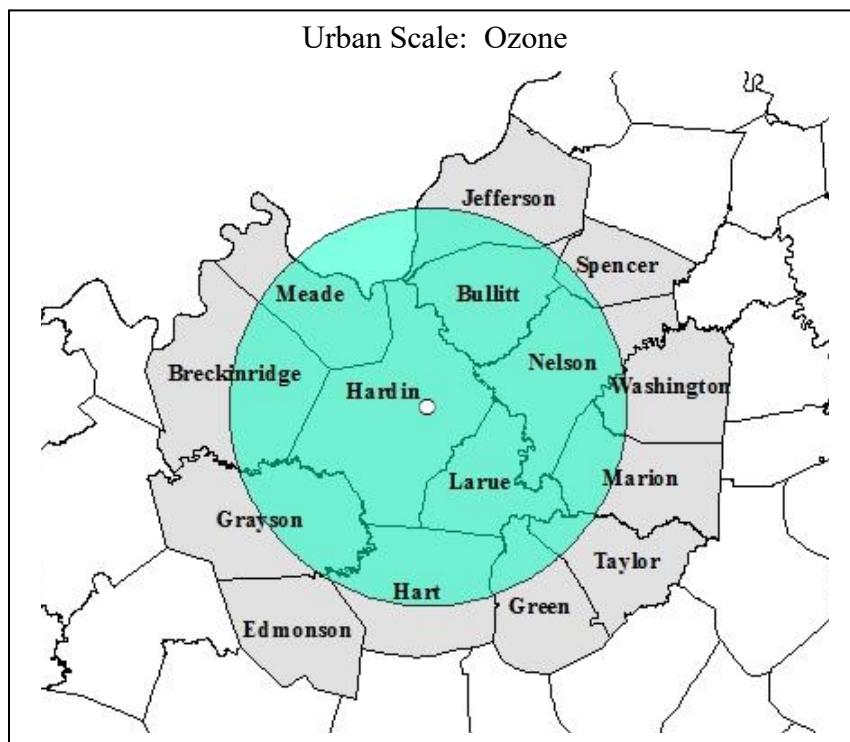 Urban Scale: Ozone
Jefferson
Spencer
Meade
Bullitt
Nelson
Breckinridge
Hardin
Washington
Larue
Marion
Grayson
Taylor
Hart
Green
Edmonson